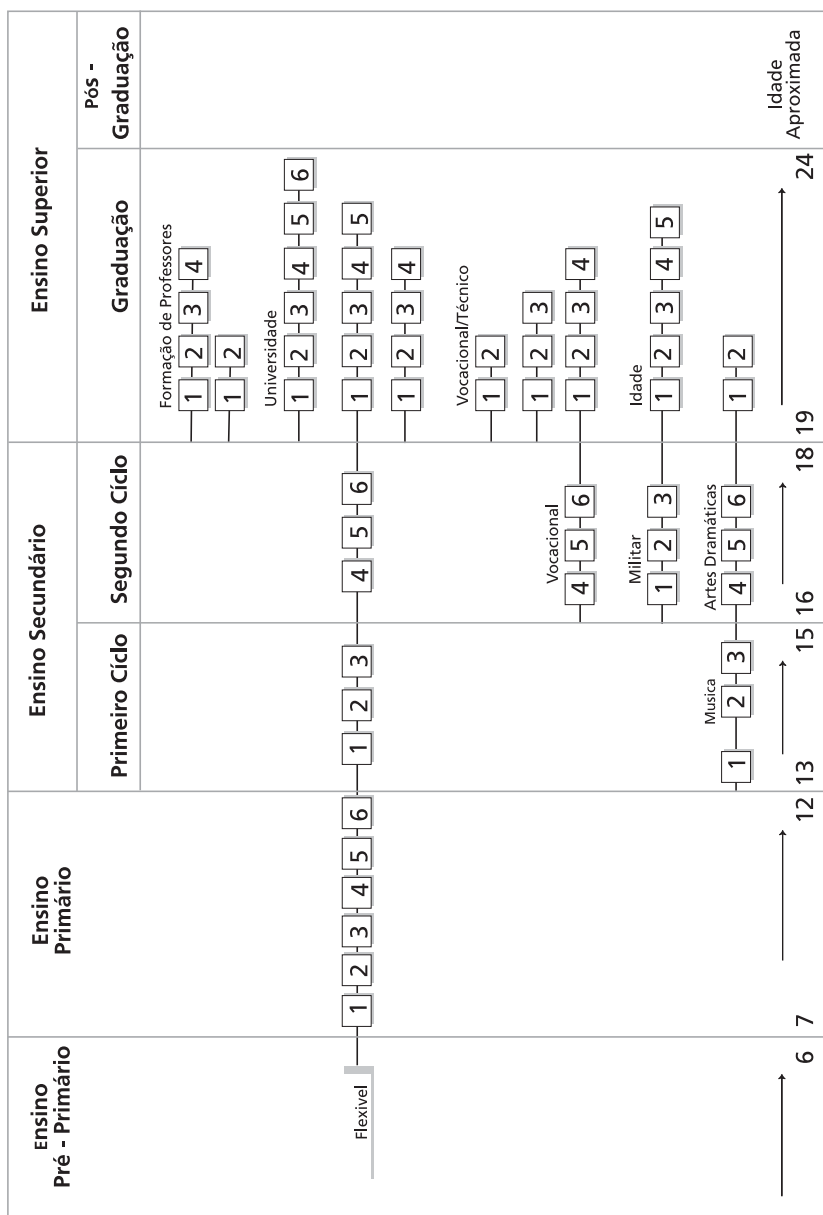 Ensino
Pré - Primário
Ensino
Primário
Ensino Secundário
Ensino Superior
Primeiro Cíclo
Segundo Cíclo
Graduação
Pós -
Graduação
Formação de Professores
1 2 3 4
1 2
Universidade
1 2 3 4 5 6
Flexivel
1 2 3 4 5 6 1 2 3 4 5 6 1 2 3 4 5
1 2 3 4
Vocacional/Técnico
1 2
1 2 3
Vocacional
4 5 6 1 2 3 4
Militar
Idade
1 2 3 1 2 3 4 5
Musica
Artes Dramáticas
1 2 3 4 5 6 1 2
6 7 12 13 15 16 18 19 24
Idade
Aproximada